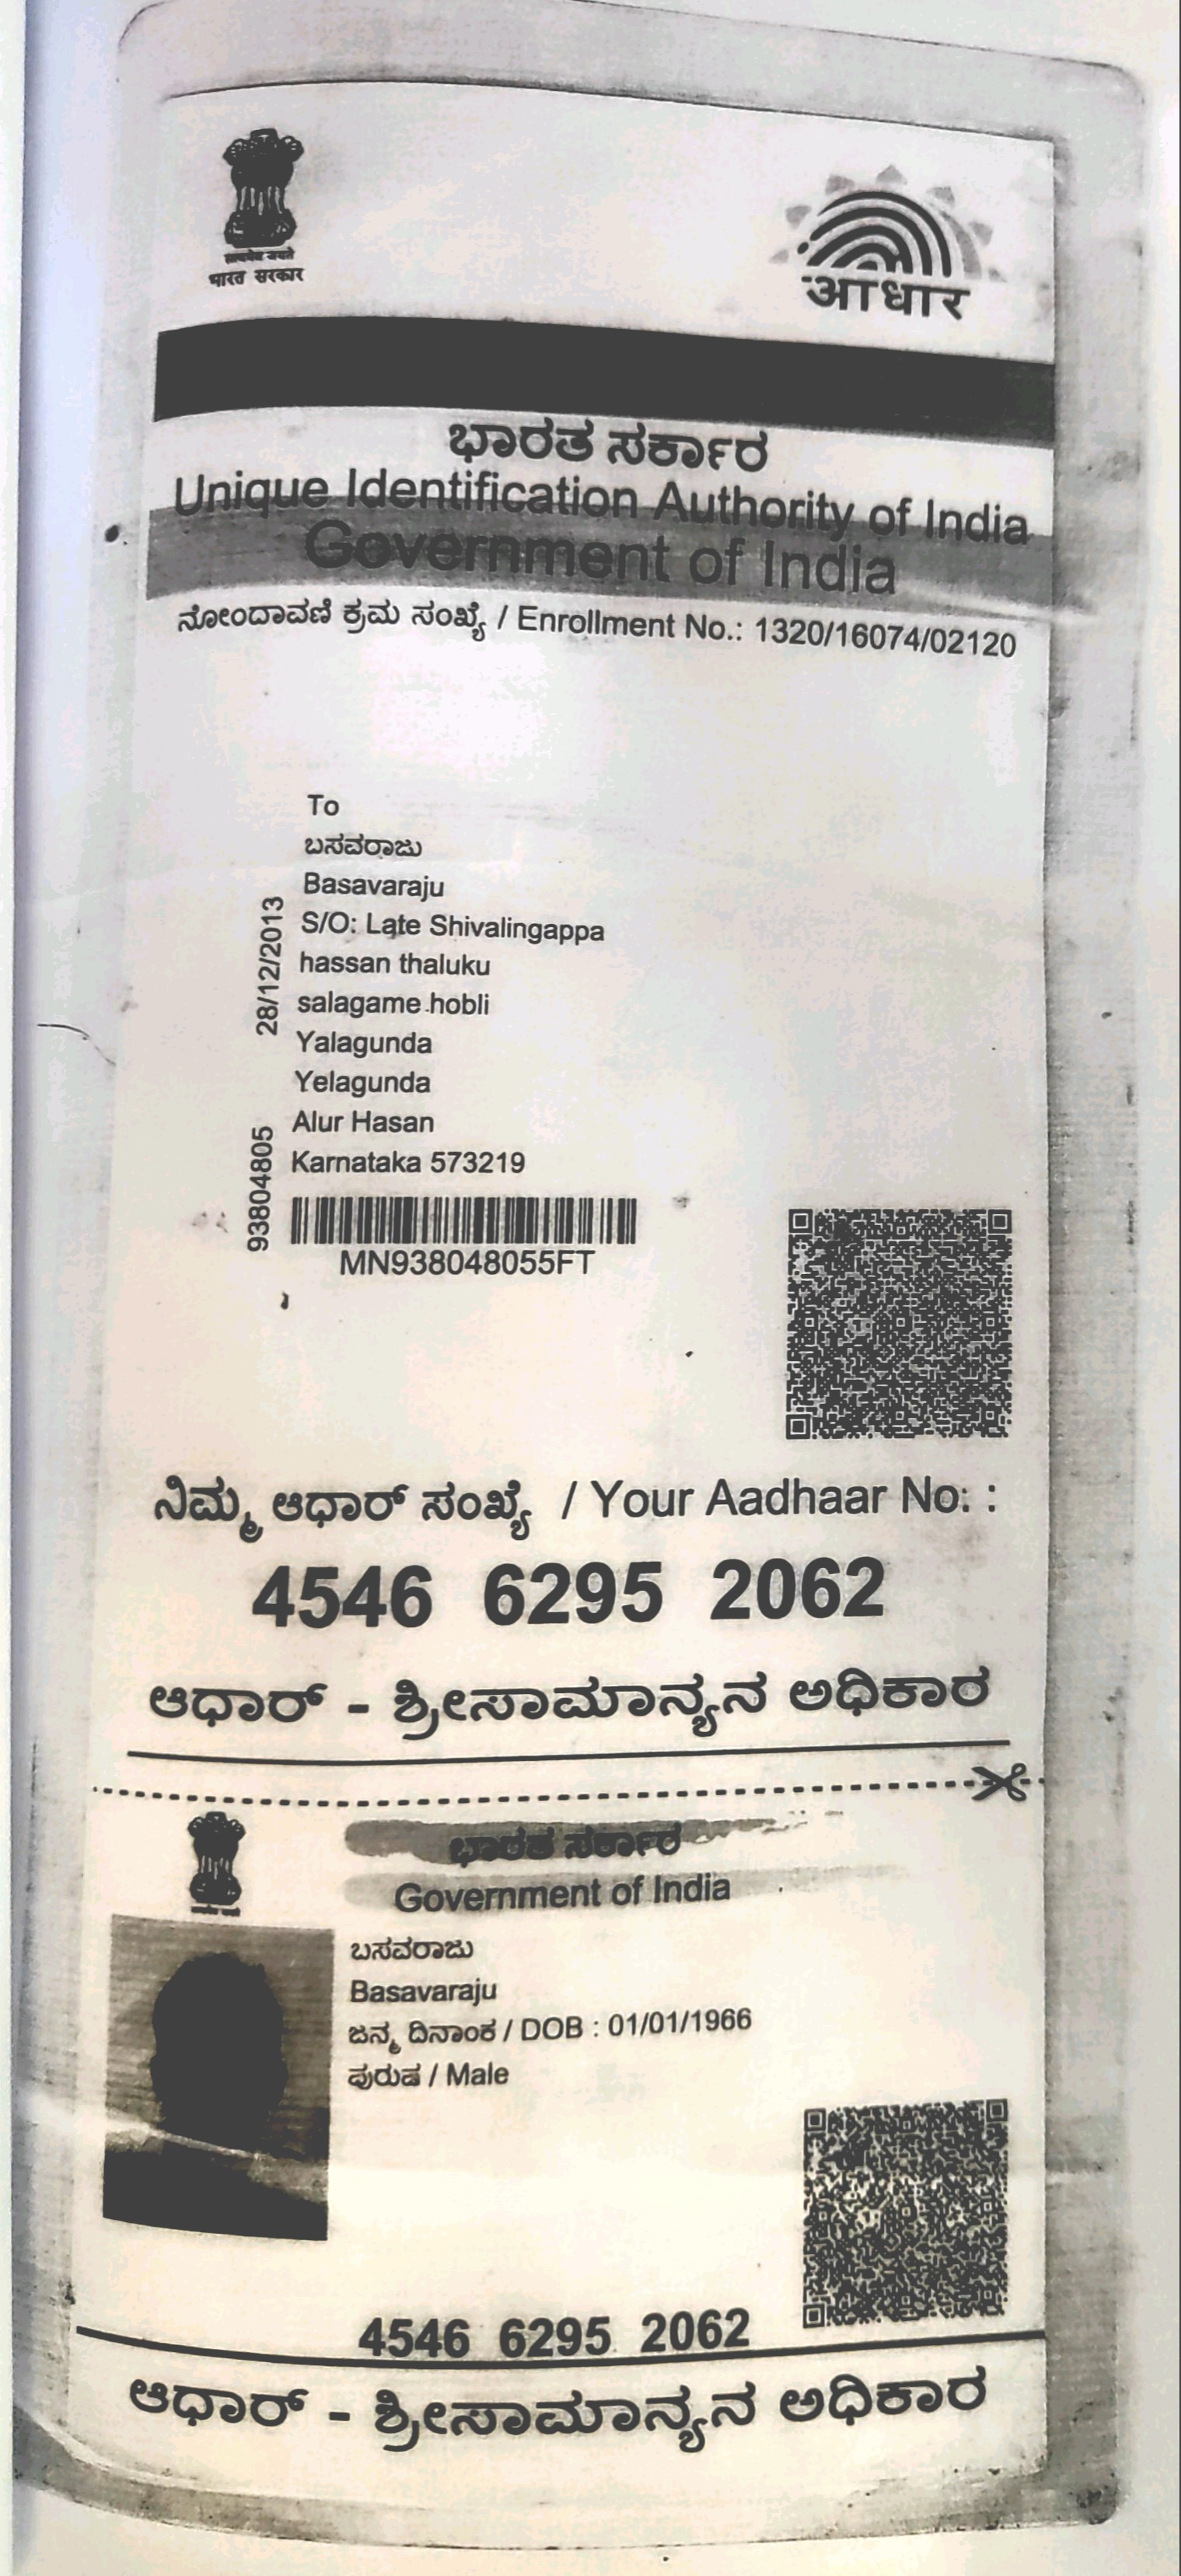 सत्यमेव जयते
भारत सरकार
आधार
ಭಾರತ ಸರ್ಕಾರ
Unique Identification Authority of India
Government of India
ನೋಂದಾವಣಿ ಕ್ರಮ ಸಂಖ್ಯೆ / Enrollment No.: 1320/16074/02120
To
ಬಸವರಾಜು
Basavaraju
S/O: Late Shivalingappa
hassan thaluku
salagame hobli
Yalagunda
Yelagunda
Alur Hasan
Karnataka 573219
28/12/2013
93804805
MN938048055FT
ನಿಮ್ಮ ಆಧಾರ್ ಸಂಖ್ಯೆ / Your Aadhaar No. :
4546 6295 2062
ಆಧಾರ್ - ಶ್ರೀಸಾಮಾನ್ಯನ ಅಧಿಕಾರ
ಭಾರತ ಸರ್ಕಾರ
Government of India
ಬಸವರಾಜು
Basavaraju
ಜನ್ಮ ದಿನಾಂಕ / DOB : 01/01/1966
ಪುರುಷ / Male
4546 6295 2062
ಆಧಾರ್ - ಶ್ರೀಸಾಮಾನ್ಯನ ಅಧಿಕಾರ